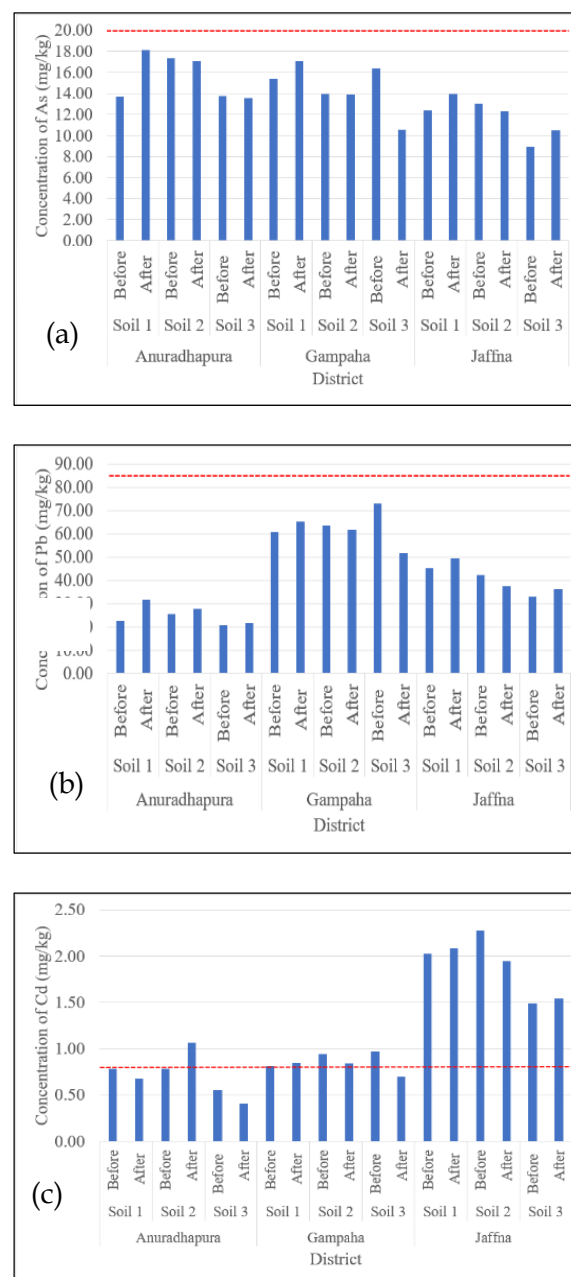 Concentration of As (mg/kg)
20.00
18.00
16.00
14.00
12.00
10.00
8.00
6.00
4.00
2.00
0.00
Before After Before After Before After Before After Before After Before After Before After Before After Before After
Soil 1 Soil 2 Soil 3 Soil 1 Soil 2 Soil 3 Soil 1 Soil 2 Soil 3
Anuradhapura Gampaha Jaffna
District
(a)
Conc on of Pb (mg/kg)
90.00
80.00
70.00
60.00
50.00
40.00
10.00
0.00
Before After Before After Before After Before After Before After Before After Before After Before After Before After
Soil 1 Soil 2 Soil 3 Soil 1 Soil 2 Soil 3 Soil 1 Soil 2 Soil 3
Anuradhapura Gampaha Jaffna
District
(b)
Concentration of Cd (mg/kg)
2.50
2.00
1.50
1.00
0.50
0.00
Before After Before After Before After Before After Before After Before After Before After Before After Before After
Soil 1 Soil 2 Soil 3 Soil 1 Soil 2 Soil 3 Soil 1 Soil 2 Soil 3
Anuradhapura Gampaha Jaffna
District
(c)